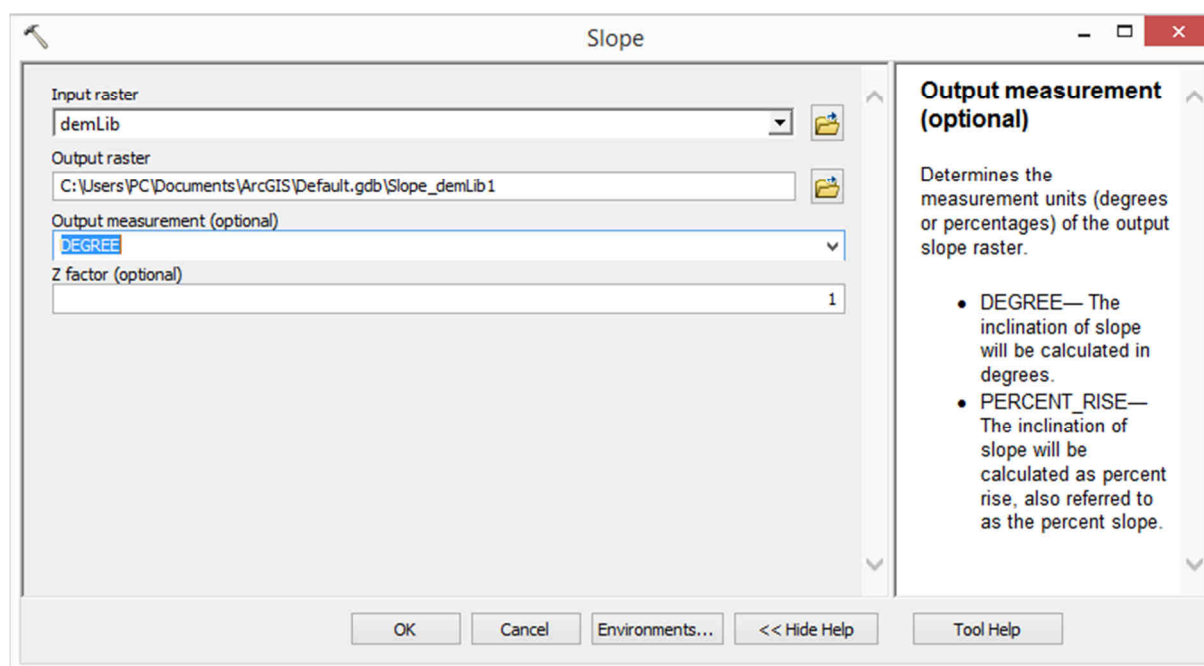 Slope
Input raster
demLib
Output raster
C:\Users\PC\Documents\ArcGIS\Default.gdb\Slope_demLib1
Output measurement (optional)
DEGREE
Z factor (optional)
1
OK
Cancel
Environments...
<< Hide Help
Tool Help
Output measurement
(optional)
Determines the
measurement units (degrees
or percentages) of the output
slope raster.
• DEGREE— The
inclination of slope
will be calculated in
degrees.
• PERCENT_RISE—
The inclination of
slope will be
calculated as percent
rise, also referred to
as the percent slope.